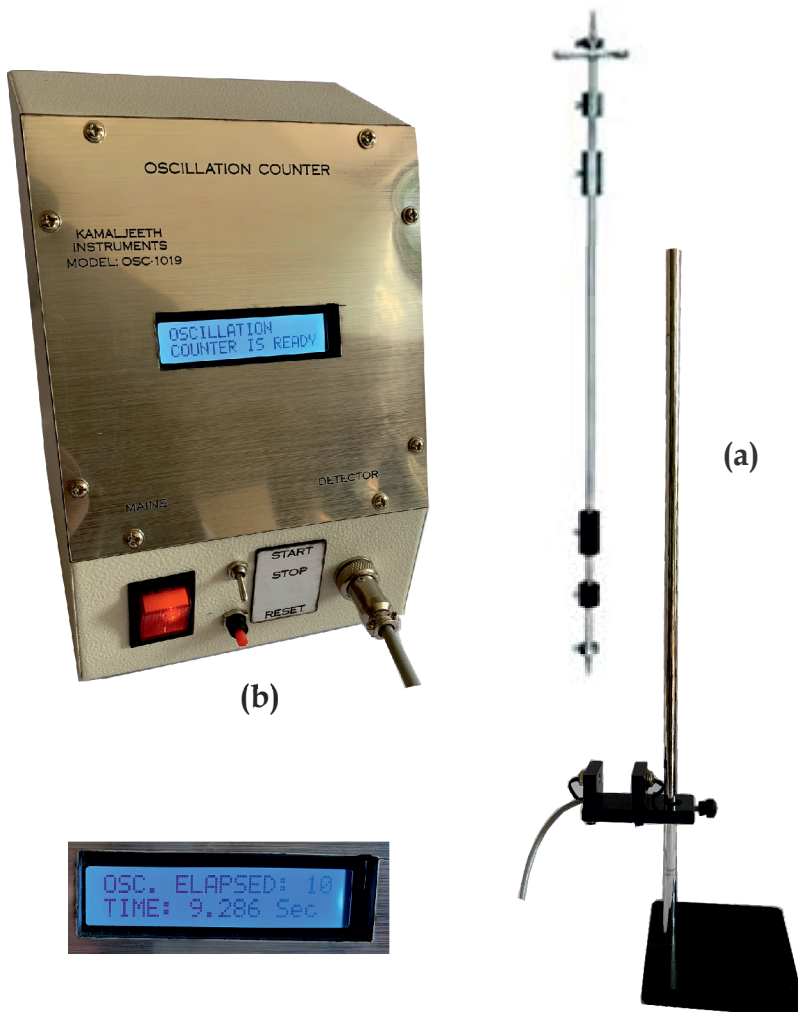 OSCILLATION COUNTER
KAMALJEETH
INSTRUMENTS
MODEL: OSC-1019
OSCILLATION
COUNTER IS READY
(a)
MAINS
DETECTOR
START
STOP
RESET
(b)
OSC. ELAPSED: 10
TIME: 9.286 Sec